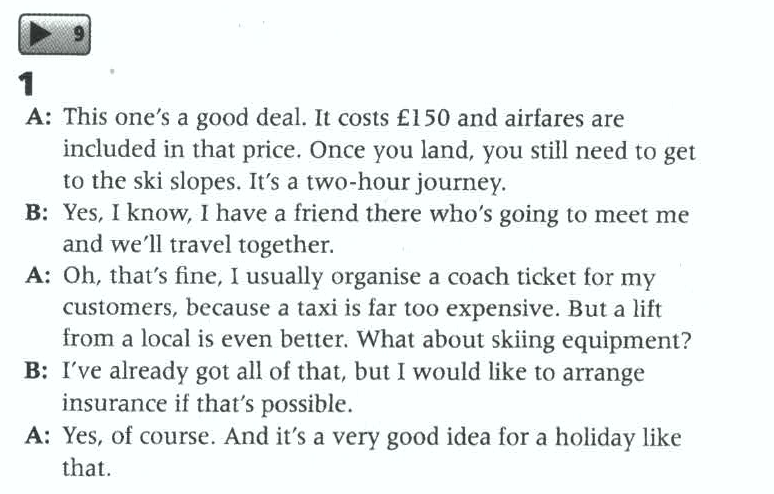 9
1
A: This one's a good deal. It costs £150 and airfares are
included in that price. Once you land, you still need to get
to the ski slopes. It's a two-hour journey.
B: Yes, I know, I have a friend there who's going to meet me
and we'll travel together.
A: Oh, that's fine, I usually organise a coach ticket for my
customers, because a taxi is far too expensive. But a lift
from a local is even better. What about skiing equipment?
B: I've already got all of that, but I would like to arrange
insurance if that's possible.
A: Yes, of course. And it's a very good idea for a holiday like
that.